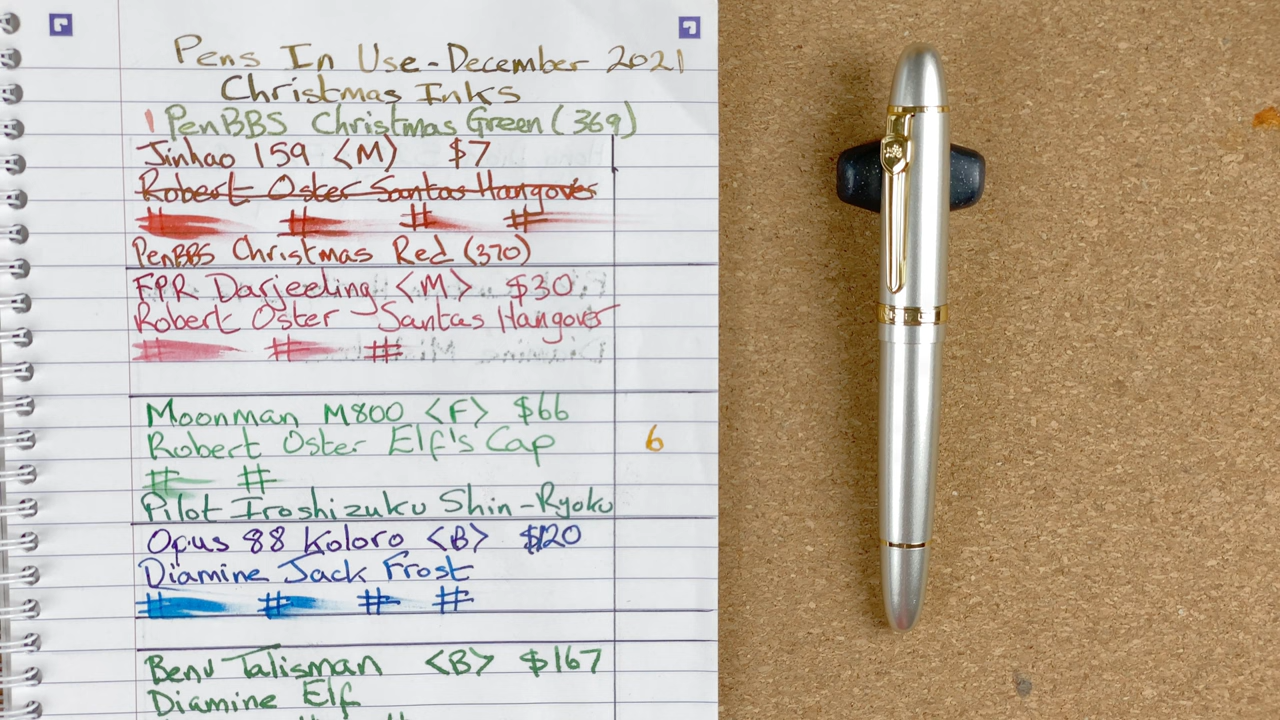 Pens In Use - December 2021
Christmas Inks
PenBBS Christmas Green (369)
Jinhao 159 <M> $7
Robert Oster Santas Hangover
PenBBS Christmas Red (370)
FPR Darjeeling <M> $30
Robert Oster Santas Hangover
Moonman M800 <F> $66
Robert Oster Elf's Cap
6
Pilot Iroshizuku Shin-Ryoku
Opus 88 Koloro <B> $120
Diamine Jack Frost
Benu Talisman <B> $167
Diamine Elf